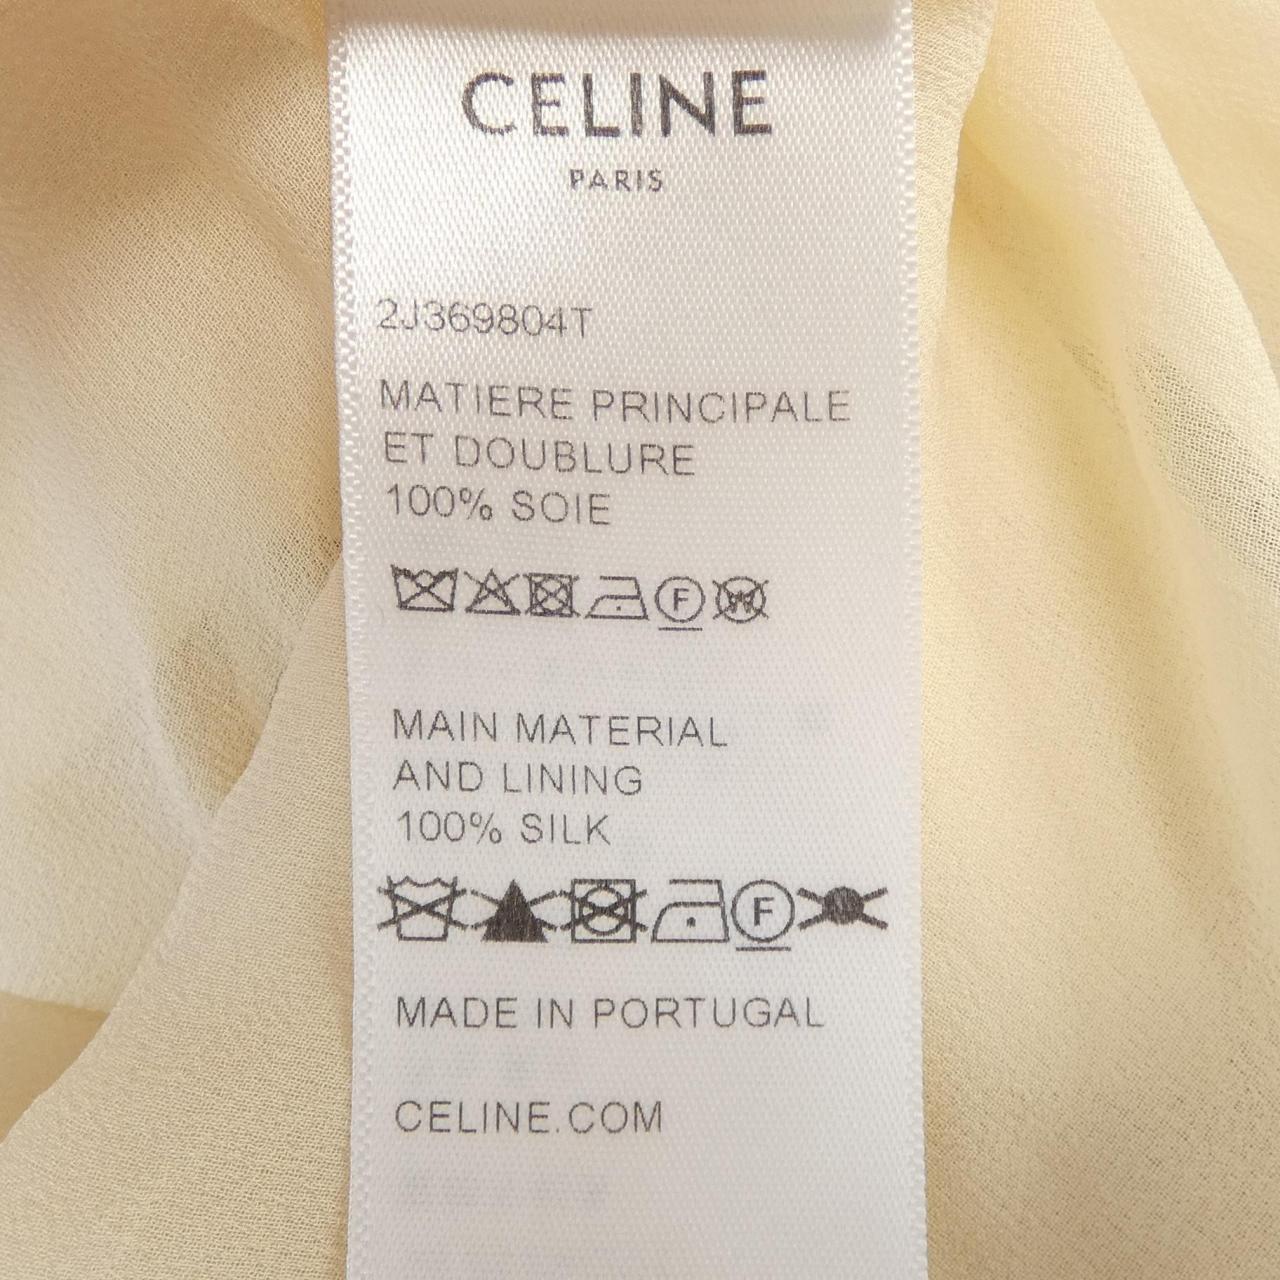 CELINE
PARIS
2J369804T
MATIERE PRINCIPALE
ET DOUBLURE
100% SOIE
F W
MAIN MATERIAL
AND LINING
100% SILK
F
MADE IN PORTUGAL
CELINE.COM